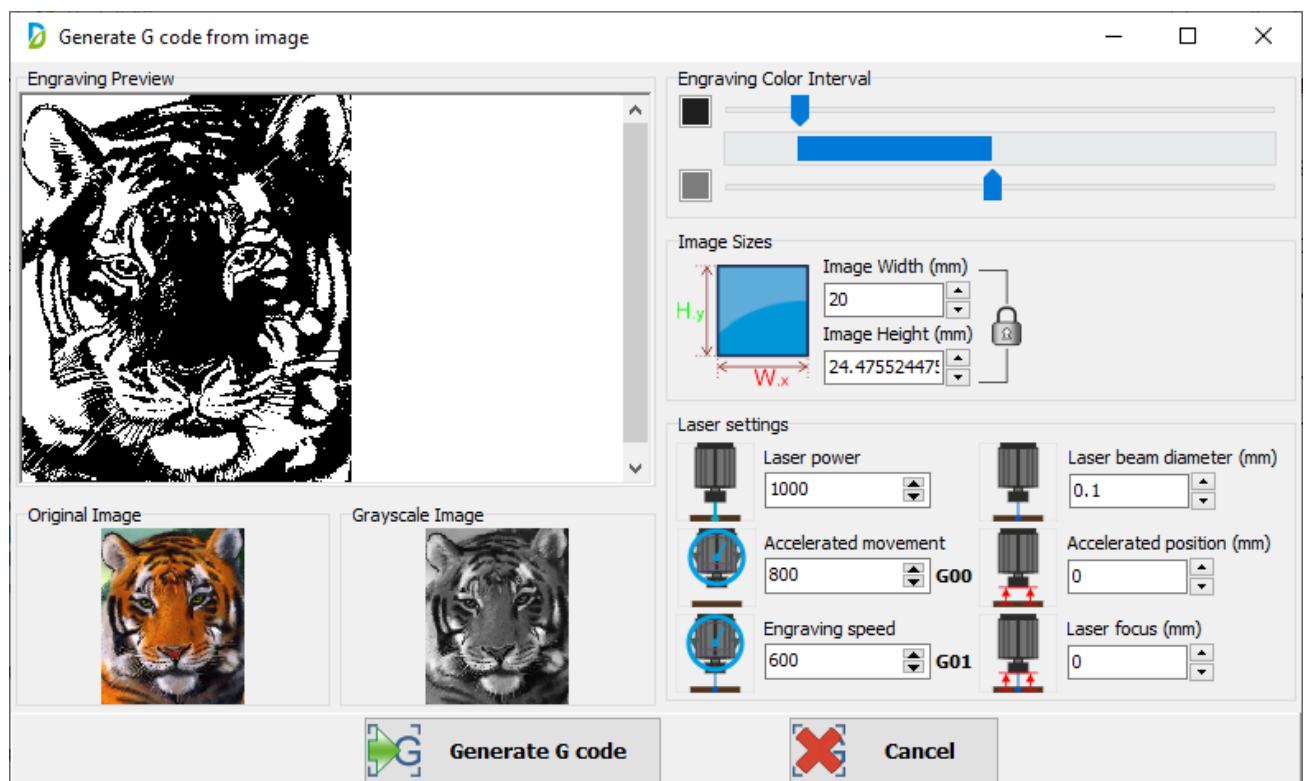 Generate G code from image
Engraving Preview
Engraving Color Interval
Image Sizes
Image Width (mm)
20
H.y
Image Height (mm)
24.475524475
W.x
Laser settings
Laser power
1000
Laser beam diameter (mm)
0.1
Accelerated movement
800
G00
Accelerated position (mm)
0
Engraving speed
600
G01
Laser focus (mm)
0
Original Image
Grayscale Image
G
Generate G code
G
Cancel